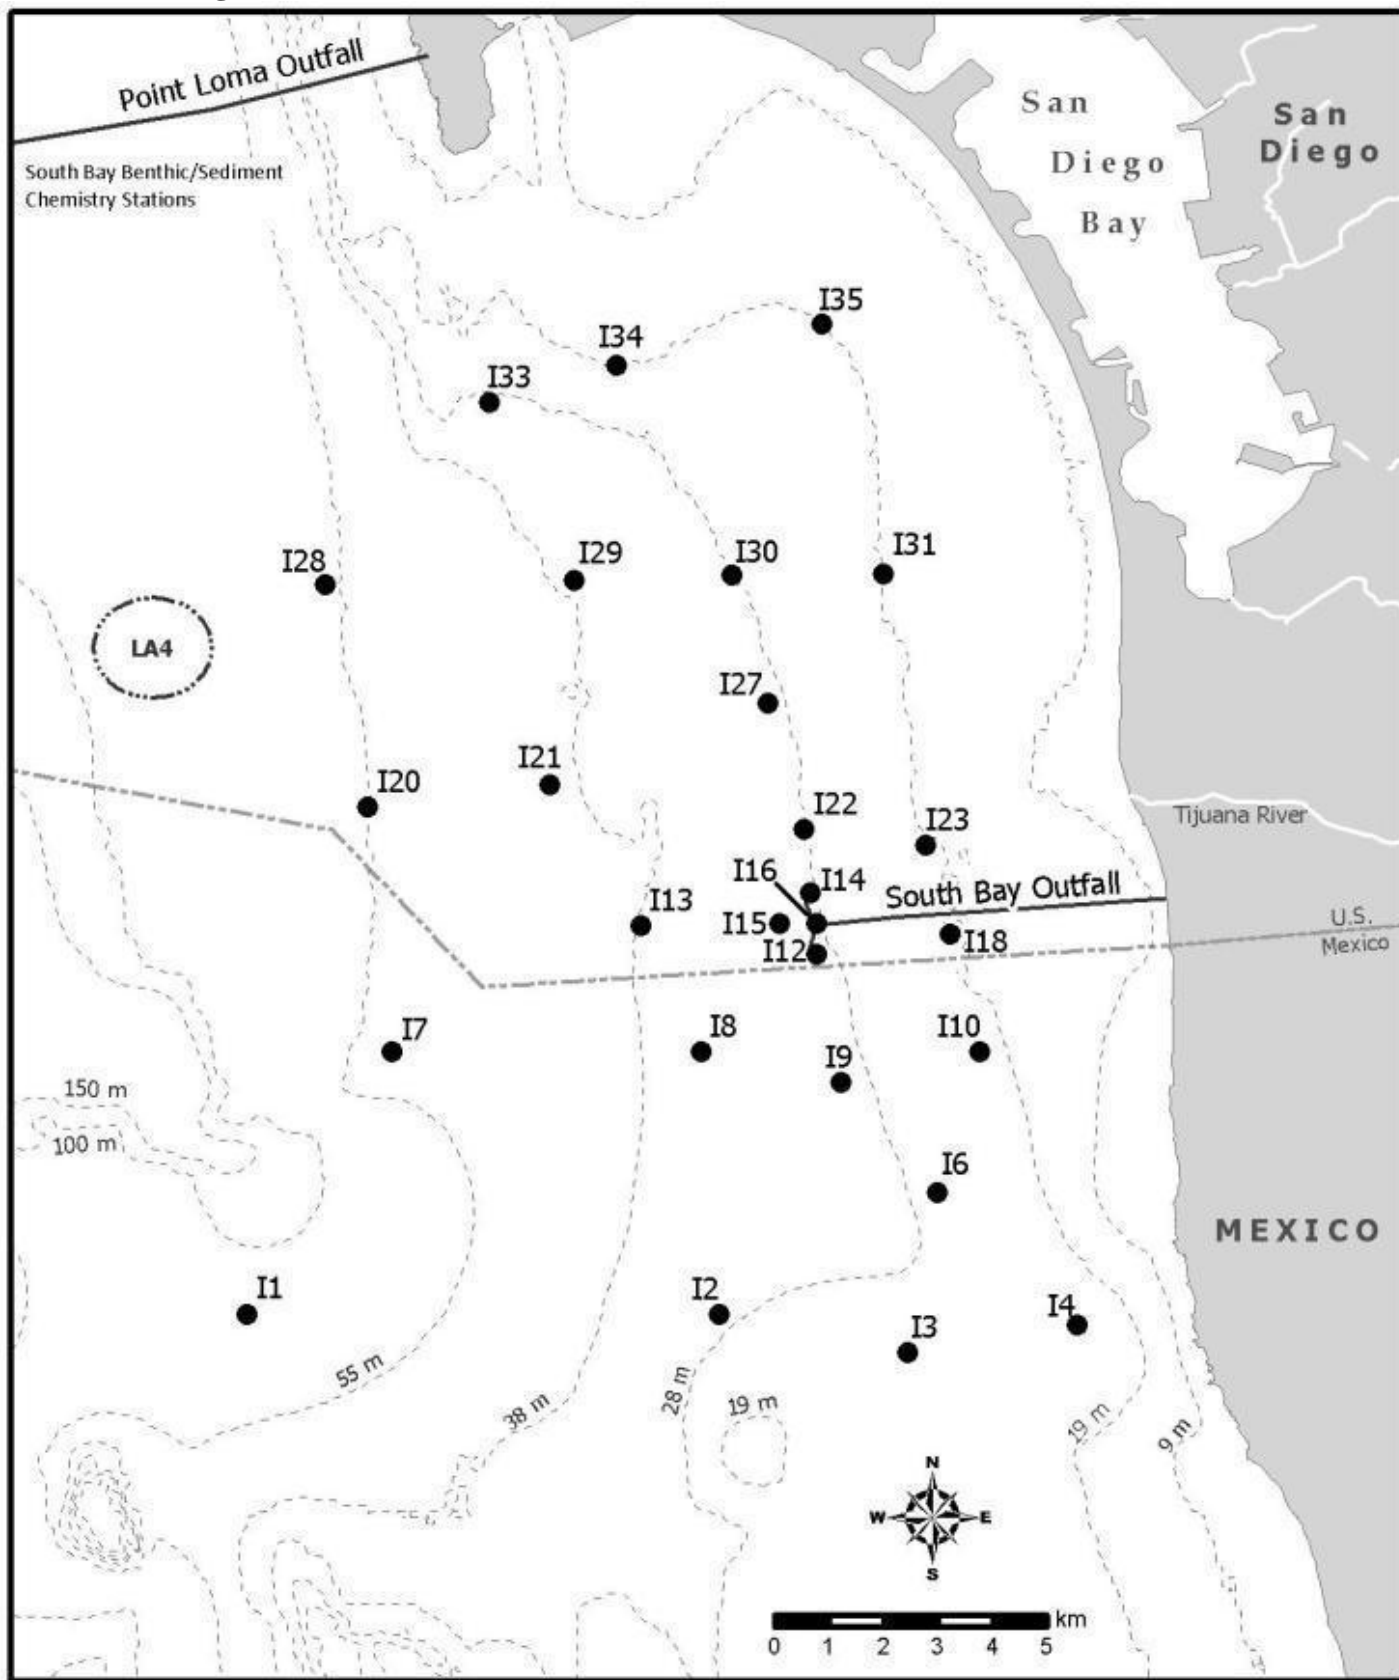 Point Loma Outfall
South Bay Benthic/Sediment
Chemistry Stations
San
Diego
Bay
San
Diego
I35
I34
I33
I28
I29
I30
I31
LA4
I27
I21
I20
I22
I23
Tijuana River
I16
I14
South Bay Outfall
I13
I15
I12
I18
U.S.
Mexico
I7
I8
I9
I10
150 m
100 m
I6
MEXICO
I1
I2
I3
I4
55 m
38 m
28 m
19 m
19 m
9 m
N
W
E
S
km
0 1 2 3 4 5